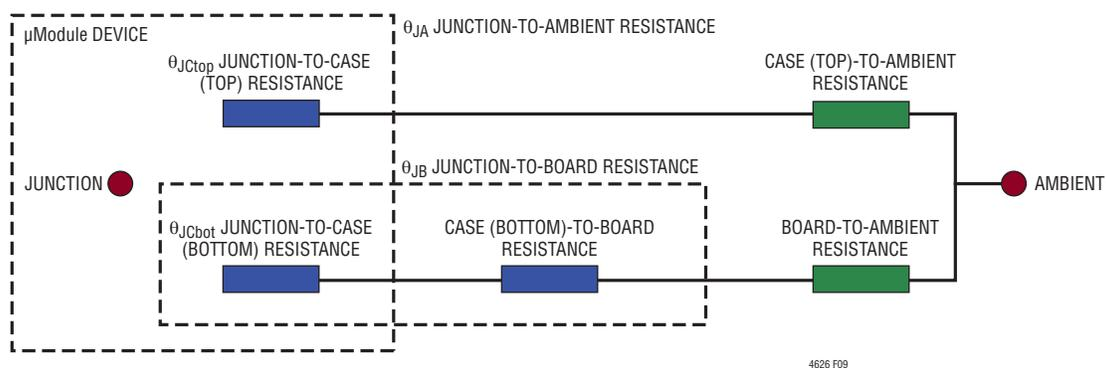 µModule DEVICE
θJA JUNCTION-TO-AMBIENT RESISTANCE
θJCtop JUNCTION-TO-CASE
(TOP) RESISTANCE
CASE (TOP)-TO-AMBIENT
RESISTANCE
θJB JUNCTION-TO-BOARD RESISTANCE
JUNCTION
AMBIENT
θJCbot JUNCTION-TO-CASE
(BOTTOM) RESISTANCE
CASE (BOTTOM)-TO-BOARD
RESISTANCE
BOARD-TO-AMBIENT
RESISTANCE
4626 F09